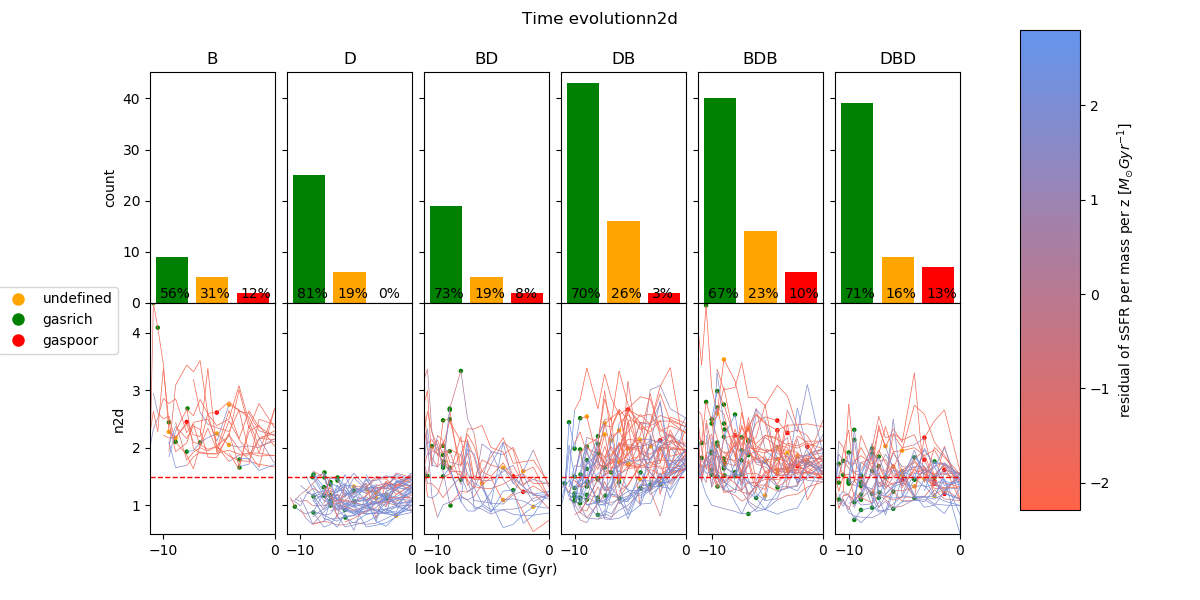 Time evolutionn2d
B D BD DB BDB DBD
count
40
30
20
10
0
56% 31% 12% 81% 19% 0% 73% 19% 8% 70% 26% 3% 67% 23% 10% 71% 16% 13%
undefined
gasrich
gaspoor
n2d
4
3
2
1
−10 0 −10 0 −10 0 −10 0 −10 0 −10 0
look back time (Gyr)
2
1
0
−1
−2
residual of sSFR per mass per z [$M_{\odot}Gyr^{-1}$]